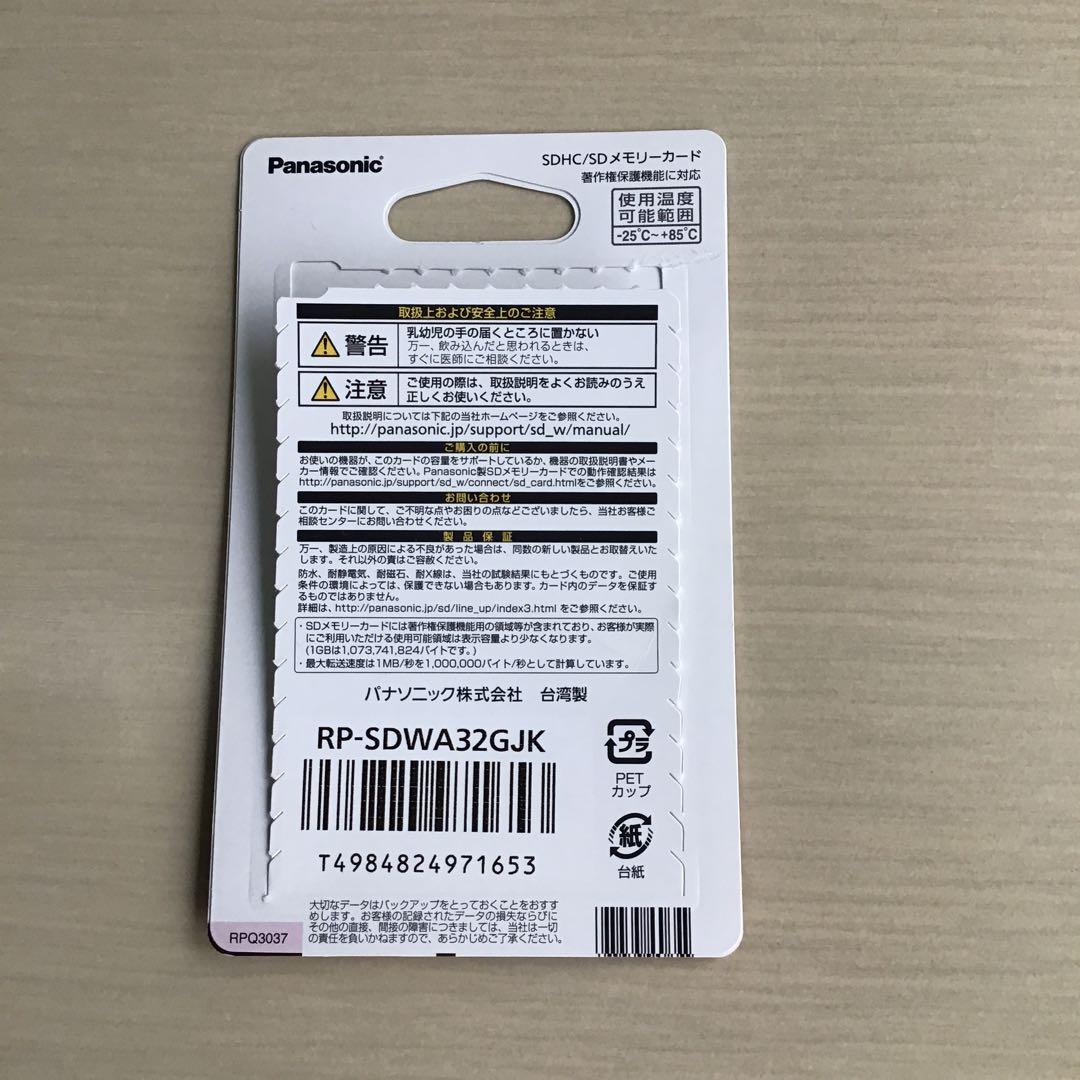 Panasonic
SDHC/SDメモリーカード
著作権保護機能に対応
使用温度
可能範囲
-25℃~+85℃
取扱上および安全上のご注意
警告
乳幼児の手の届くところに置かない
万一、飲み込んだと思われるときは、
すぐに医師にご相談ください。
注意
ご使用の際は、取扱説明をよくお読みのうえ
正しくお使いください。
取扱説明については下記の当社ホームページをご参照ください。
http://panasonic.jp/support/sd_w/manual/
ご購入の前に
お使いの機器が、このカードの容量をサポートしているか、機器の取扱説明書やメー
カー情報でご確認ください。Panasonic製SDメモリーカードでの動作確認結果は
http://panasonic.jp/support/sd_w/connect/sd_card.htmlをご参照ください。
お問い合わせ
このカードに関して、ご不明な点やお困りの点などございましたら、当社お客様ご
相談センターにお問い合わせください。
製品保証
万一、製造上の原因による不良があった場合は、同数の新しい製品とお取替えいた
します。それ以外の責はご容赦ください。
防水、耐静電気、耐磁石、耐X線は、当社の試験結果にもとづくものです。ご使用
条件の環境によっては、保護できない場合もあります。カード内のデータを保証す
るものではありません。
詳細は、http://panasonic.jp/sd/line_up/index3.html をご参照ください。
・SDメモリーカードには著作権保護機能用の領域等が含まれており、お客様が実際
にご利用いただける使用可能領域は表示容量より少なくなります。
(1GBは1,073,741,824バイトです。)
・最大転送速度は1MB/秒を1,000,000バイト/秒として計算しています。
パナソニック株式会社 台湾製
RP-SDWA32GJK
T4984824971653
プラ
PET
カップ
紙
台紙
大切なデータはバックアップをとっておくことをおすす
めします。お客様の記録されたデータの損失ならびに
その他の直接、間接の障害につきましては、当社は一切
の責任を負いかねますので、あらかじめご了承ください。
RPQ3037